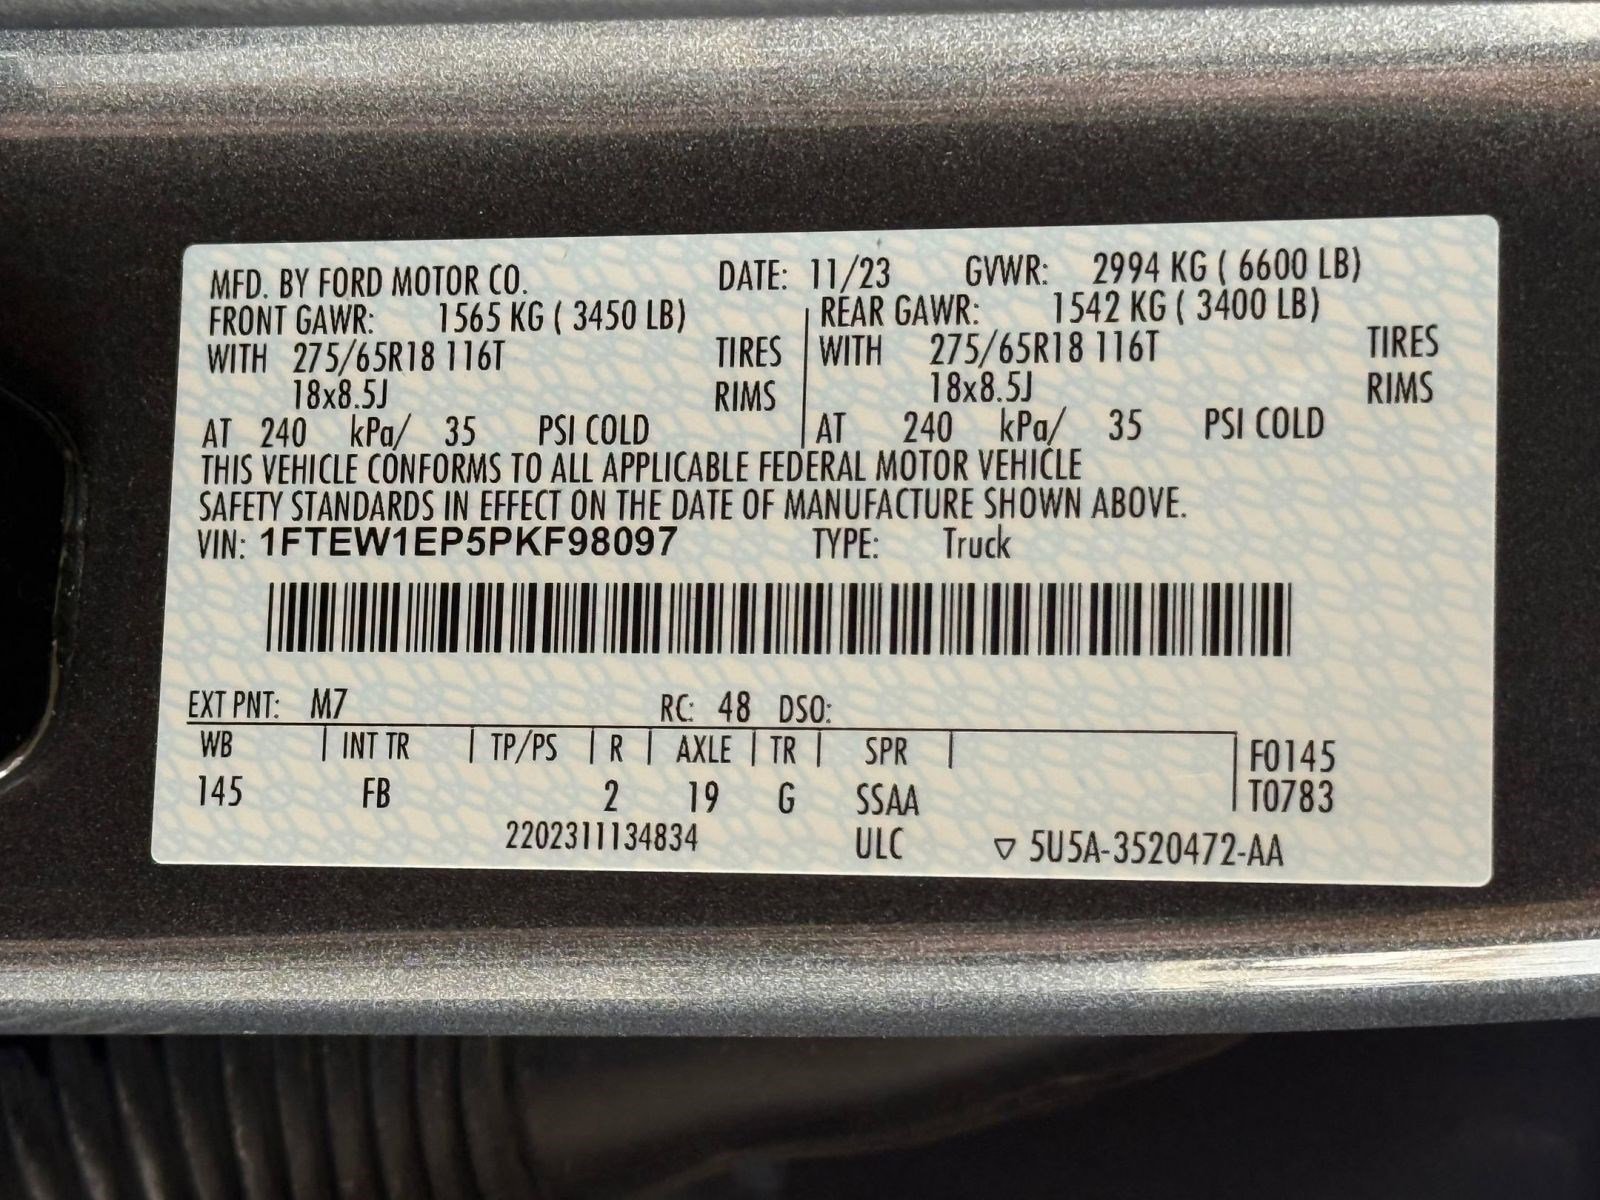 MFD. BY FORD MOTOR CO. DATE: 11/23 GVWR: 2994 KG ( 6600 LB)
FRONT GAWR: 1565 KG ( 3450 LB) REAR GAWR: 1542 KG ( 3400 LB)
WITH 275/65R18 116T TIRES WITH 275/65R18 116T TIRES
18x8.5J RIMS 18x8.5J RIMS
AT 240 kPa/ 35 PSI COLD AT 240 kPa/ 35 PSI COLD
THIS VEHICLE CONFORMS TO ALL APPLICABLE FEDERAL MOTOR VEHICLE
SAFETY STANDARDS IN EFFECT ON THE DATE OF MANUFACTURE SHOWN ABOVE.
VIN: 1FTEW1EP5PKF98097 TYPE: Truck
EXT PNT: M7 RC: 48 DSO:
WB | INT TR | TP/PS | R | AXLE | TR | SPR | F0145
145 FB 2 19 G SSAA T0783
2202311134834 ULC ▽ 5U5A-3520472-AA